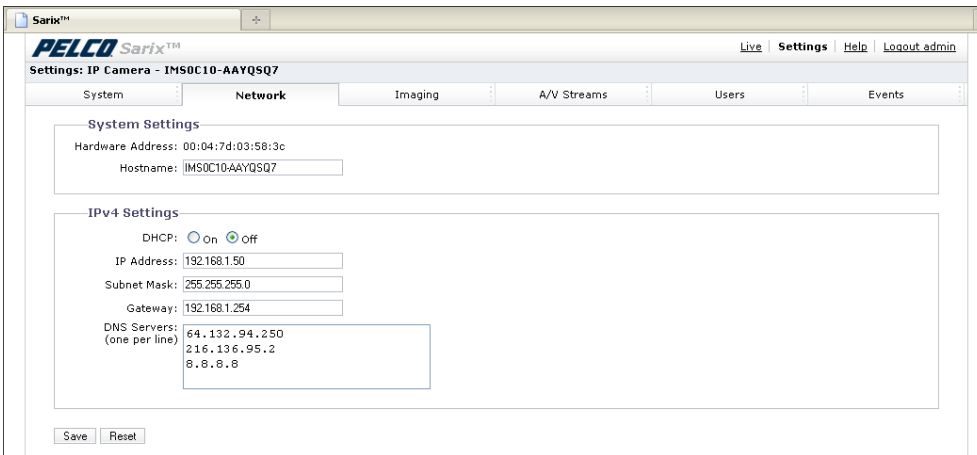 Sarix™
PELCO Sarix™
Live Settings Help Logout admin
Settings: IP Camera - IMS0C10-AAYQSQ7
System Network Imaging A/V Streams Users Events
System Settings
Hardware Address: 00:04:7d:03:58:3c
Hostname: IMS0C10-AAYQSQ7
IPv4 Settings
DHCP: On Off
IP Address: 192.168.1.50
Subnet Mask: 255.255.255.0
Gateway: 192.168.1.254
DNS Servers:
(one per line)
64.132.94.250
216.136.95.2
8.8.8.8
Save Reset